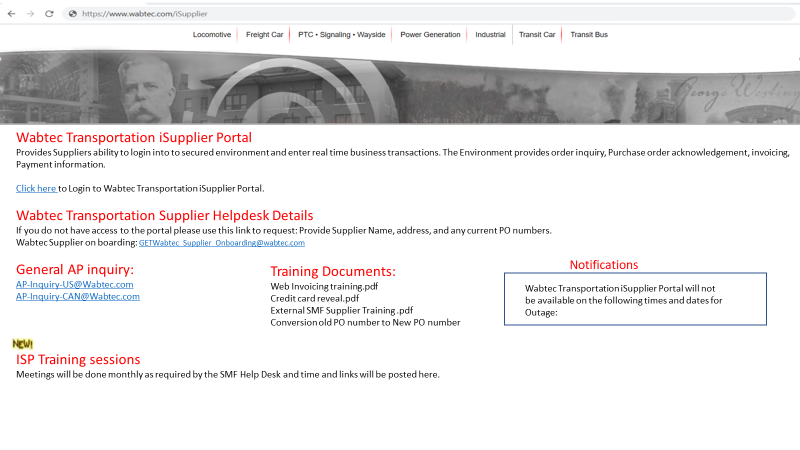 https://www.wabtec.com/iSupplier
Locomotive Freight Car PTC • Signaling • Wayside Power Generation Industrial Transit Car Transit Bus
George Westing
Wabtec Transportation iSupplier Portal
Provides Suppliers ability to login into to secured environment and enter real time business transactions. The Environment provides order inquiry, Purchase order acknowledgement, invoicing,
Payment information.
Click here to Login to Wabtec Transportation iSupplier Portal.
Wabtec Transportation Supplier Helpdesk Details
If you do not have access to the portal please use this link to request: Provide Supplier Name, address, and any current PO numbers.
Wabtec Supplier on boarding: GETWabtec_Supplier_Onboarding@wabtec.com
General AP inquiry:
AP-Inquiry-US@Wabtec.com
AP-Inquiry-CAN@Wabtec.com
Training Documents:
Web Invoicing training.pdf
Credit card reveal.pdf
External SMF Supplier Training .pdf
Conversion old PO number to New PO number
Notifications
Wabtec Transportation iSupplier Portal will not
be available on the following times and dates for
Outage:
NEW!
ISP Training sessions
Meetings will be done monthly as required by the SMF Help Desk and time and links will be posted here.